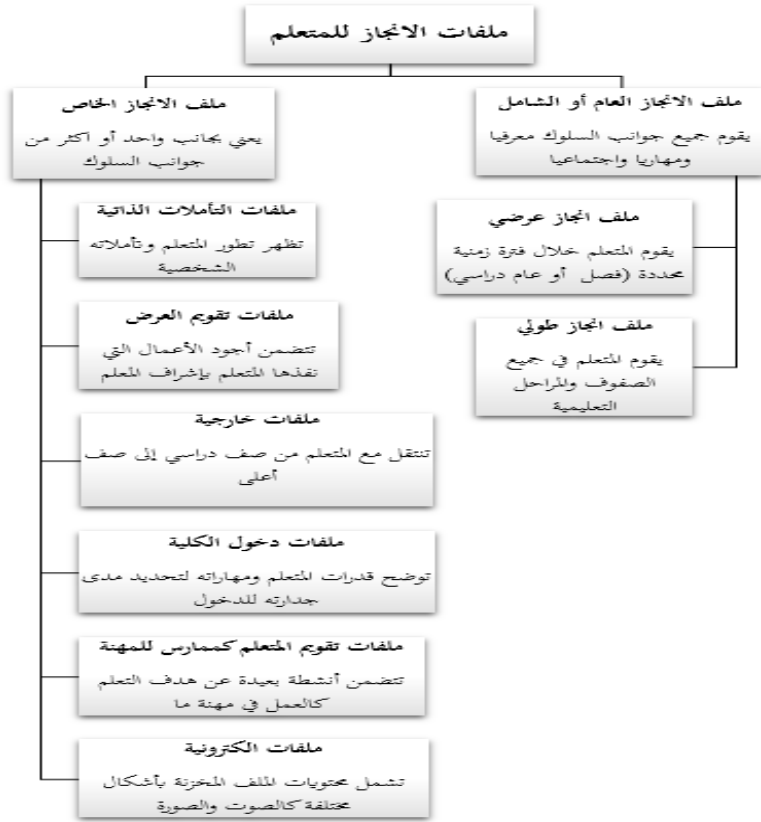 ملفات الانجاز للمتعلم
ملف الانجاز العام أو الشامل
يقوم جميع جوانب السلوك معرفيا
ومهاريا واجتماعيا
ملف انجاز عرضي
يقوم المتعلم خلال فترة زمنية
محددة (فصل أو عام دراسي)
ملف انجاز طولي
يقوم المتعلم في جميع
الصفوف والمراحل
التعليمية
ملف الانجاز الخاص
يعني بجانب واحد أو اكثر من
جوانب السلوك
ملفات التأملات الذاتية
تظهر تطور المتعلم وتأملاته
الشخصية
ملفات تقويم العرض
تتضمن أجود الأعمال التي
نفذها المتعلم بإشراف المعلم
ملفات خارجية
تنتقل مع المتعلم من صف دراسي إلى صف
أعلى
ملفات دخول الكلية
توضح قدرات المتعلم ومهاراته لتحديد مدى
جدارته للدخول
ملفات تقويم المتعلم كممارس للمهنة
تتضمن أنشطة بعيدة عن هدف التعلم
كالعمل في مهنة ما
ملفات الكترونية
تشمل محتويات الملف المخزنة بأشكال
مختلفة كالصوت والصورة